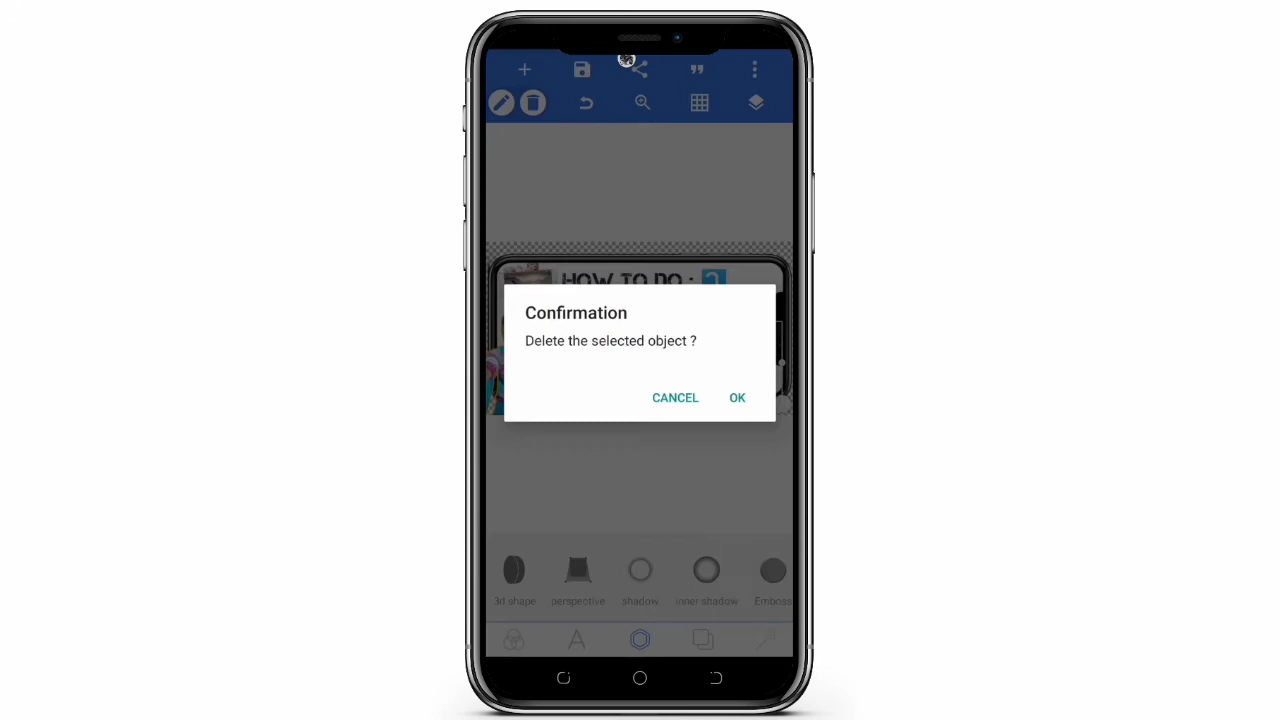 HOW TO DO :
Confirmation
Delete the selected object ?
CANCEL OK
3d shape perspective shadow inner shadow Emboss